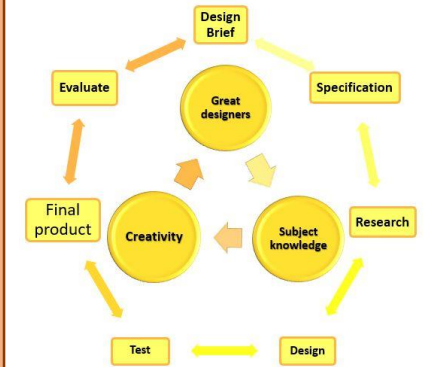 Design
Brief
Evaluate
Specification
Great
designers
Final
product
Creativity
Subject
knowledge
Research
Test
Design